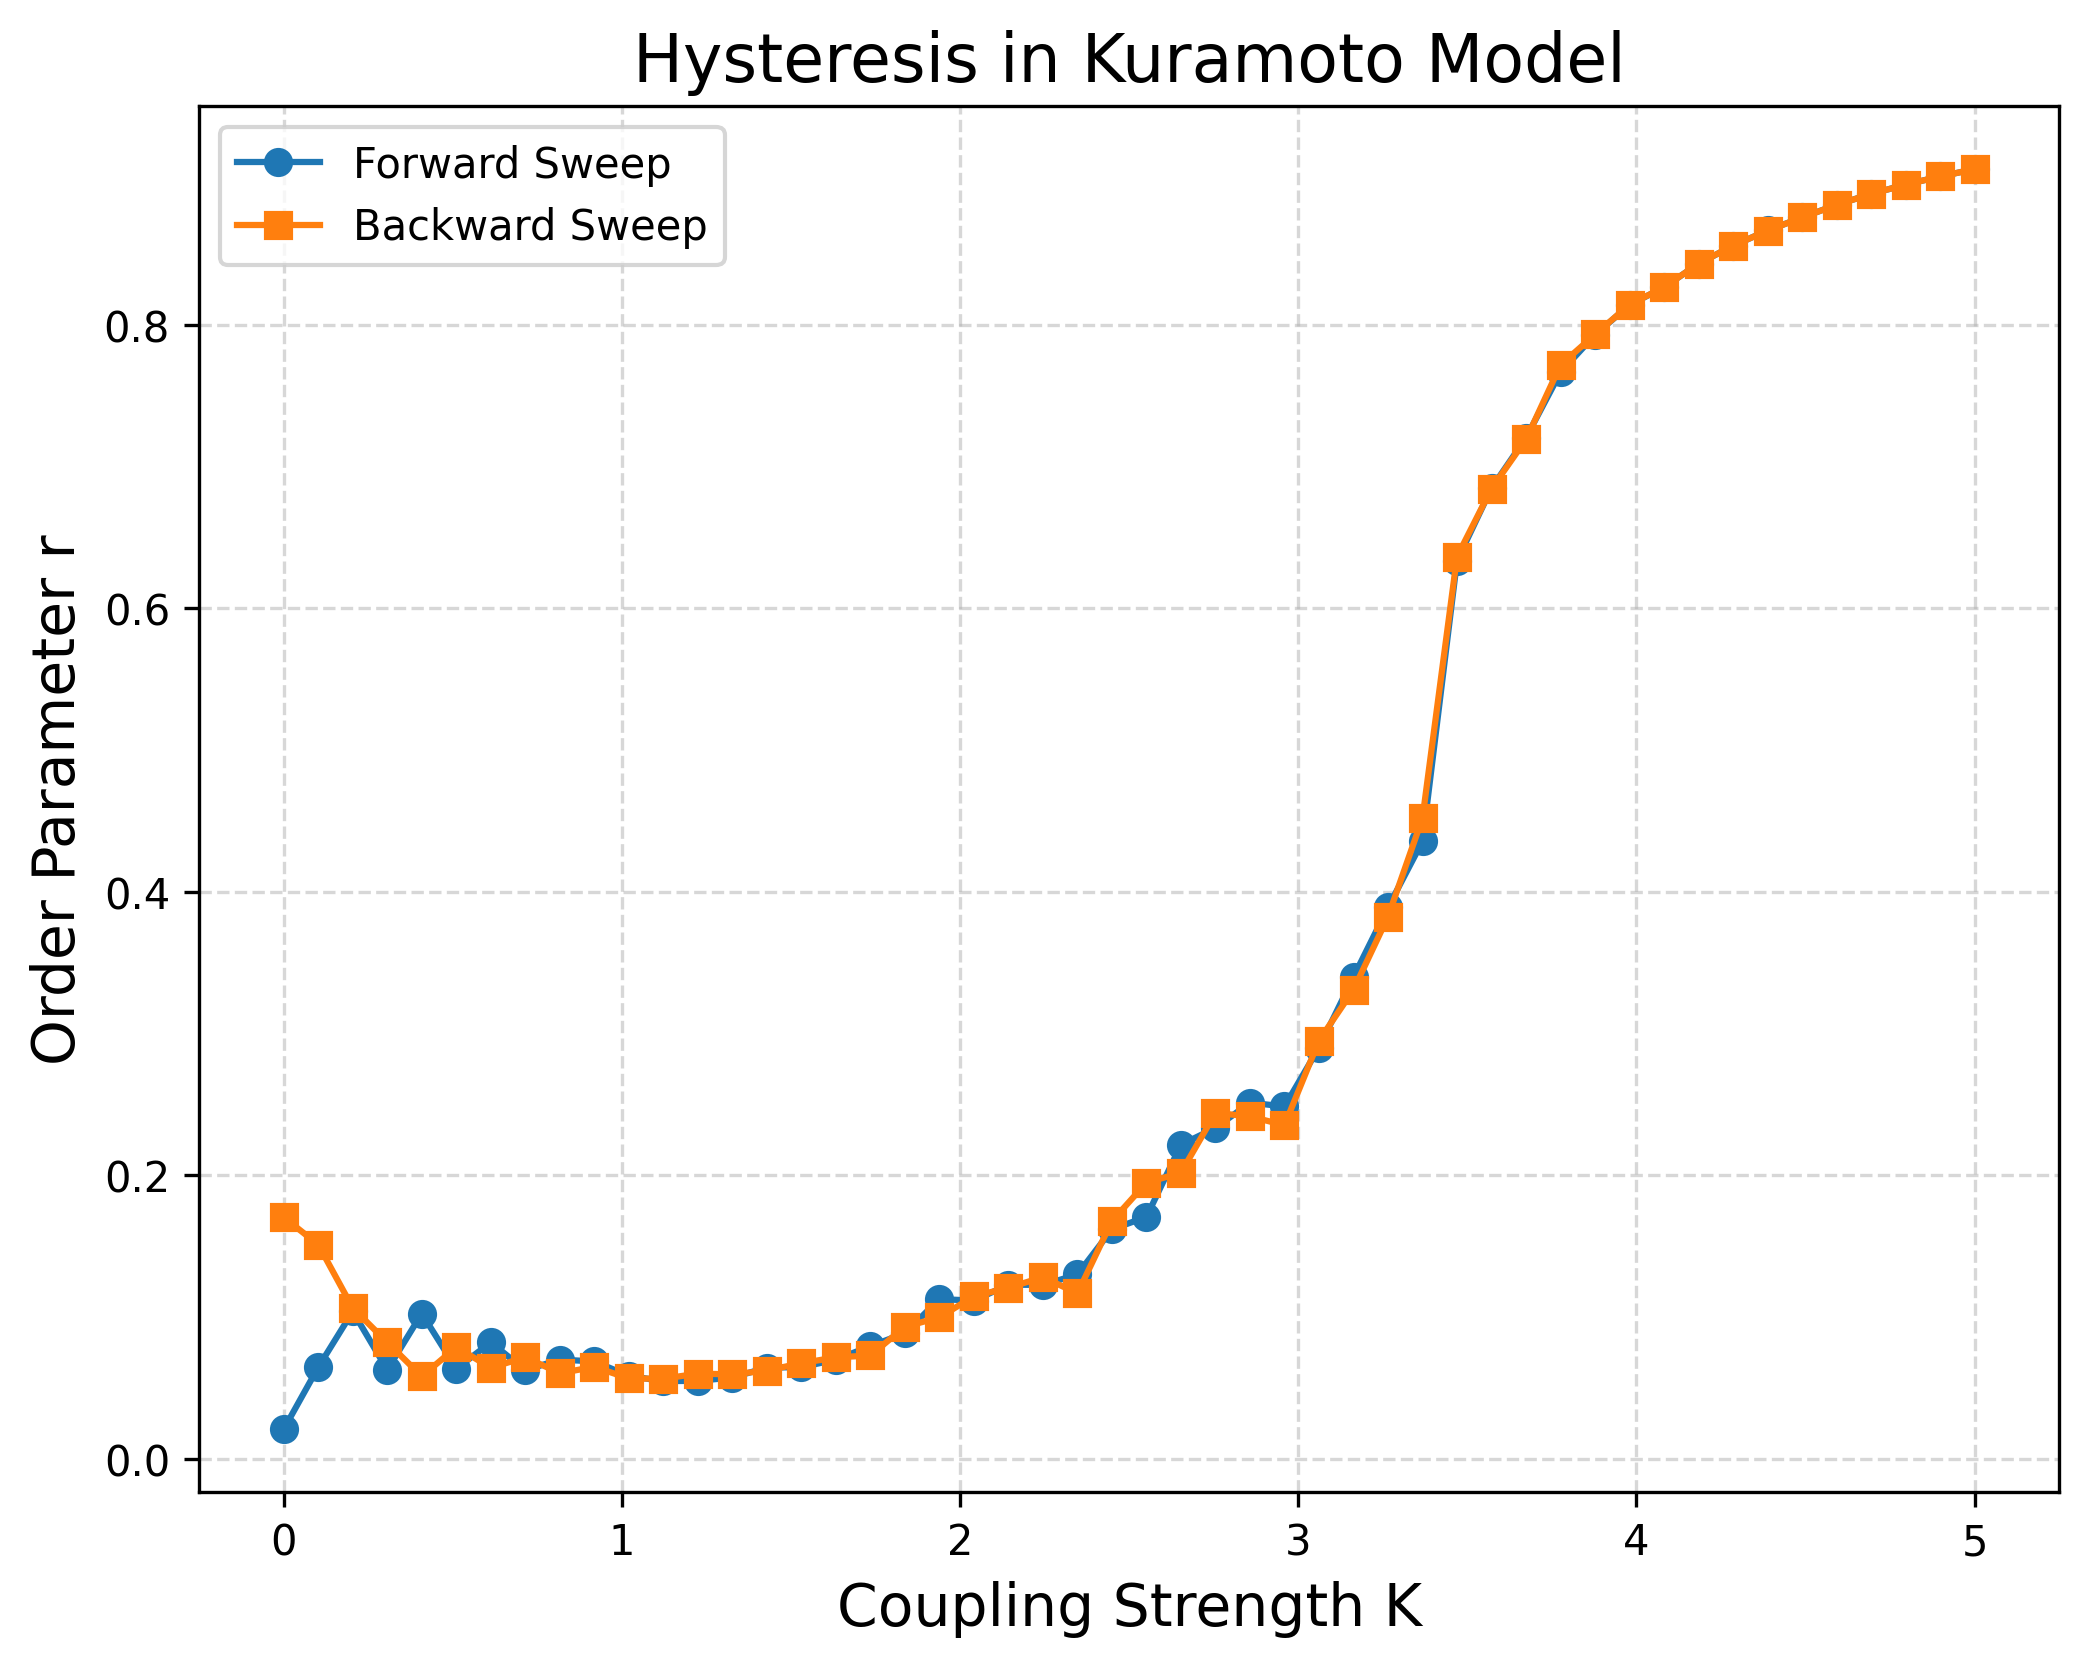 Hysteresis in Kuramoto Model
Forward Sweep
Backward Sweep
Order Parameter r
0.8
0.6
0.4
0.2
0.0
0 1 2 3 4 5
Coupling Strength K